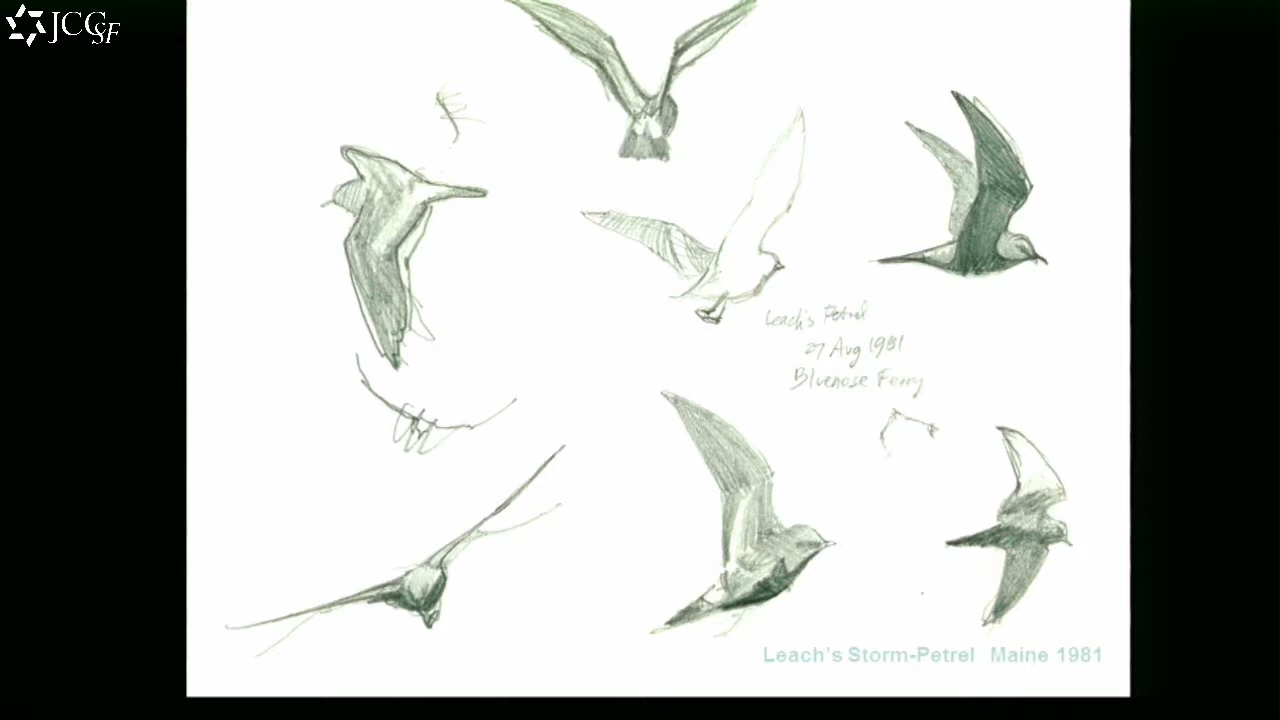 JCCSF
Leach's Petrel
27 Aug 1981
Bluenose Ferry
Leach's Storm-Petrel Maine 1981